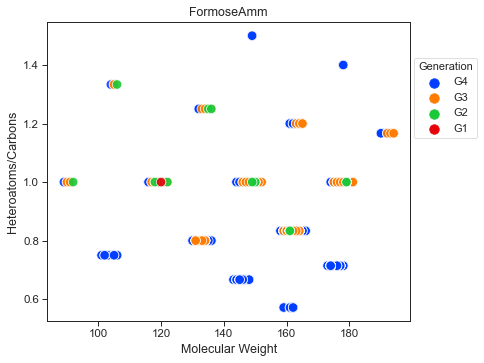 FormoseAmm
Heteroatoms/Carbons
1.4
1.2
1.0
0.8
0.6
100 120 140 160 180
Molecular Weight
Generation
G4
G3
G2
G1